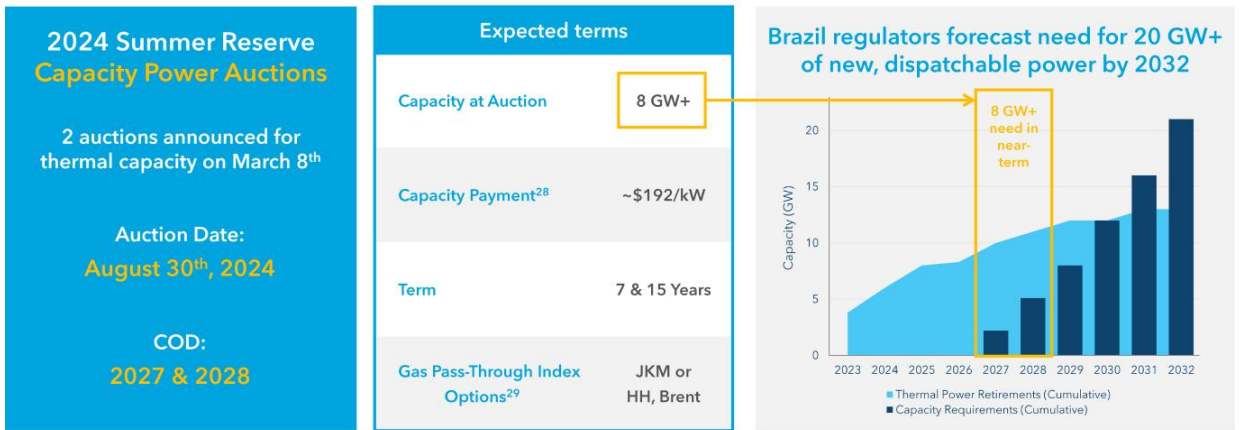 2024 Summer Reserve
Capacity Power Auctions
2 auctions announced for
thermal capacity on March 8th
Auction Date:
August 30th, 2024
COD:
2027 & 2028
Expected terms
Capacity at Auction
8 GW+
Capacity Payment28
~$192/kW
Term
7 & 15 Years
Gas Pass-Through Index
Options29
JKM or
HH, Brent
Brazil regulators forecast need for 20 GW+
of new, dispatchable power by 2032
8 GW+
need in
near-
term
Capacity (GW)
20
15
10
5
0
2023 2024 2025 2026 2027 2028 2029 2030 2031 2032
Thermal Power Retirements (Cumulative)
Capacity Requirements (Cumulative)